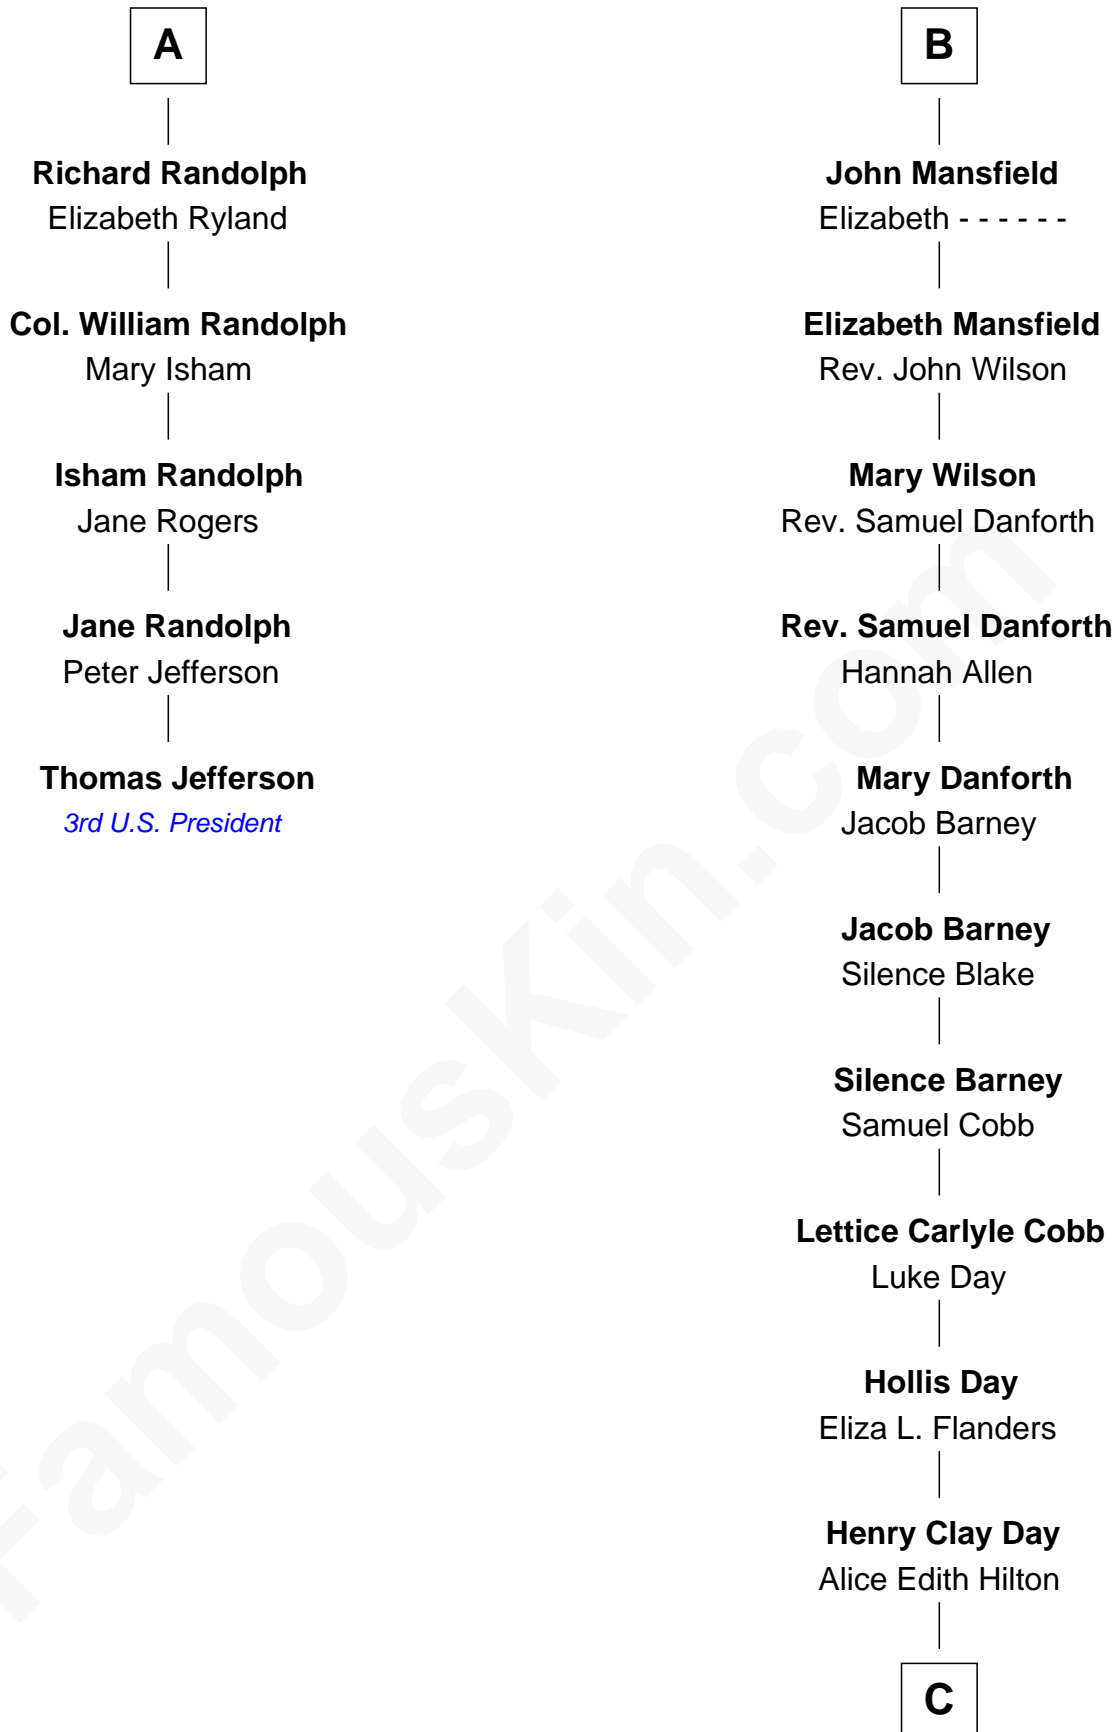 A
Richard Randolph
Elizabeth Ryland
Col. William Randolph
Mary Isham
Isham Randolph
Jane Rogers
Jane Randolph
Peter Jefferson
Thomas Jefferson
3rd U.S. President
B
John Mansfield
Elizabeth - - - - - -
Elizabeth Mansfield
Rev. John Wilson
Mary Wilson
Rev. Samuel Danforth
Rev. Samuel Danforth
Hannah Allen
Mary Danforth
Jacob Barney
Jacob Barney
Silence Blake
Silence Barney
Samuel Cobb
Lettice Carlyle Cobb
Luke Day
Hollis Day
Eliza L. Flanders
Henry Clay Day
Alice Edith Hilton
C
FamousKin.com